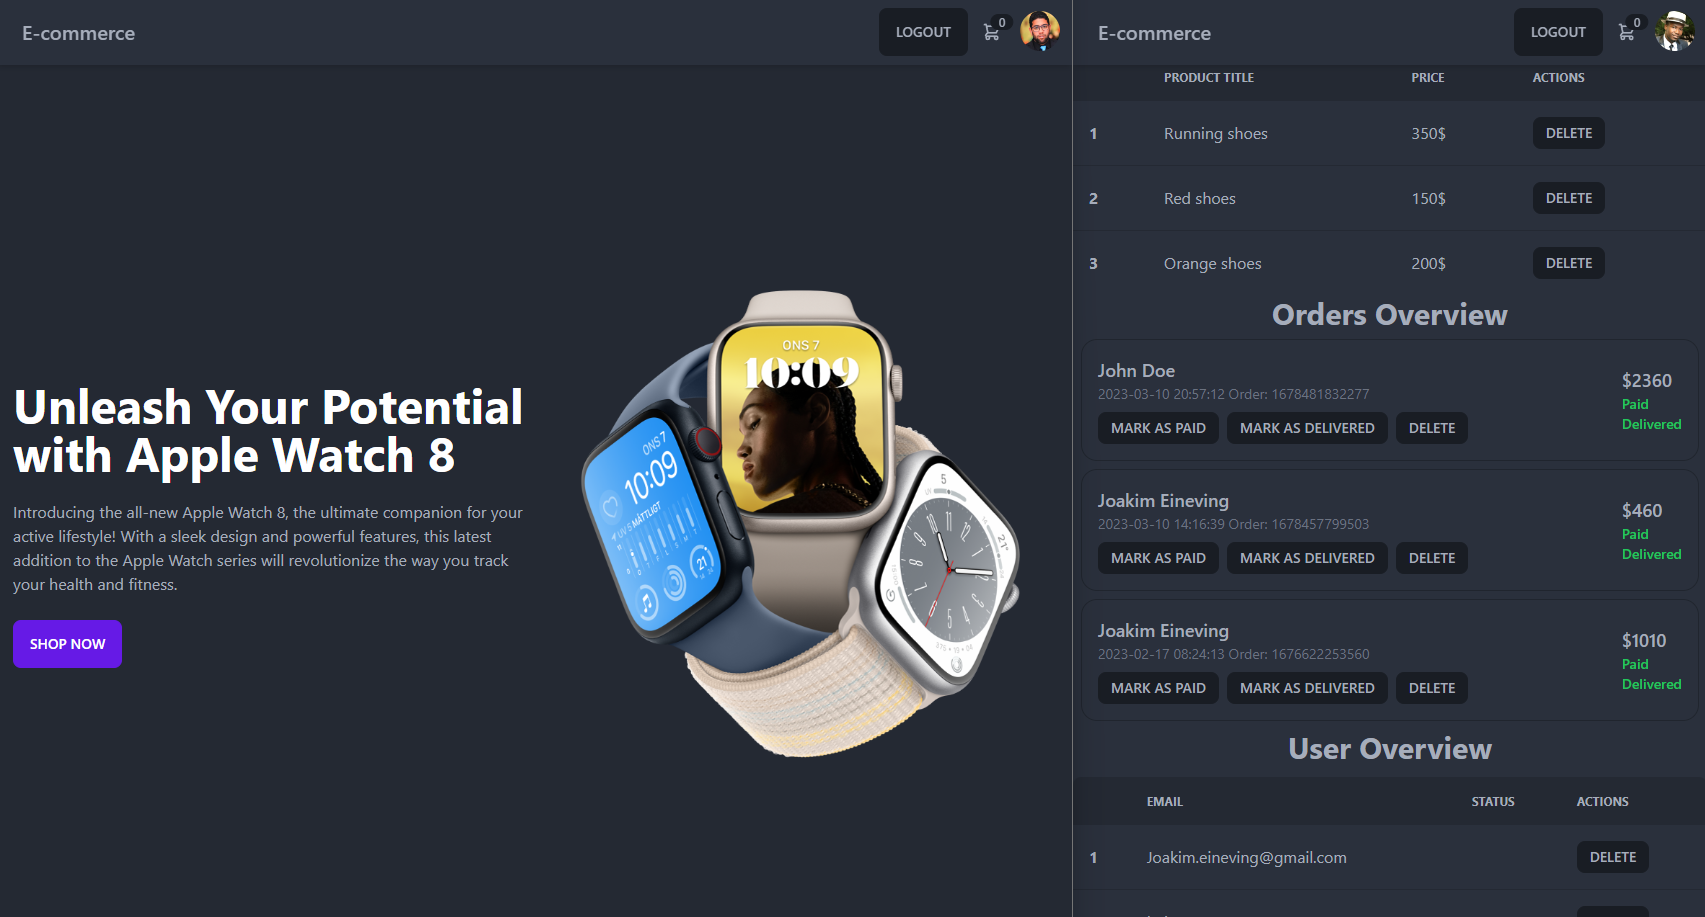 E-commerce
LOGOUT
0
Unleash Your Potential
with Apple Watch 8
Introducing the all-new Apple Watch 8, the ultimate companion for your
active lifestyle! With a sleek design and powerful features, this latest
addition to the Apple Watch series will revolutionize the way you track
your health and fitness.
SHOP NOW
ONS 7
10:09
ONS 7
10:09
MÅTTLIGT
21
5
21°
E-commerce
LOGOUT
0
PRODUCT TITLE PRICE ACTIONS
1 Running shoes 350$ DELETE
2 Red shoes 150$ DELETE
3 Orange shoes 200$ DELETE
Orders Overview
John Doe
2023-03-10 20:57:12 Order: 1678481832277
MARK AS PAID MARK AS DELIVERED DELETE
$2360
Paid
Delivered
Joakim Eineving
2023-03-10 14:16:39 Order: 1678457799503
MARK AS PAID MARK AS DELIVERED DELETE
$460
Paid
Delivered
Joakim Eineving
2023-02-17 08:24:13 Order: 1676622253560
MARK AS PAID MARK AS DELIVERED DELETE
$1010
Paid
Delivered
User Overview
EMAIL STATUS ACTIONS
1 Joakim.eineving@gmail.com DELETE